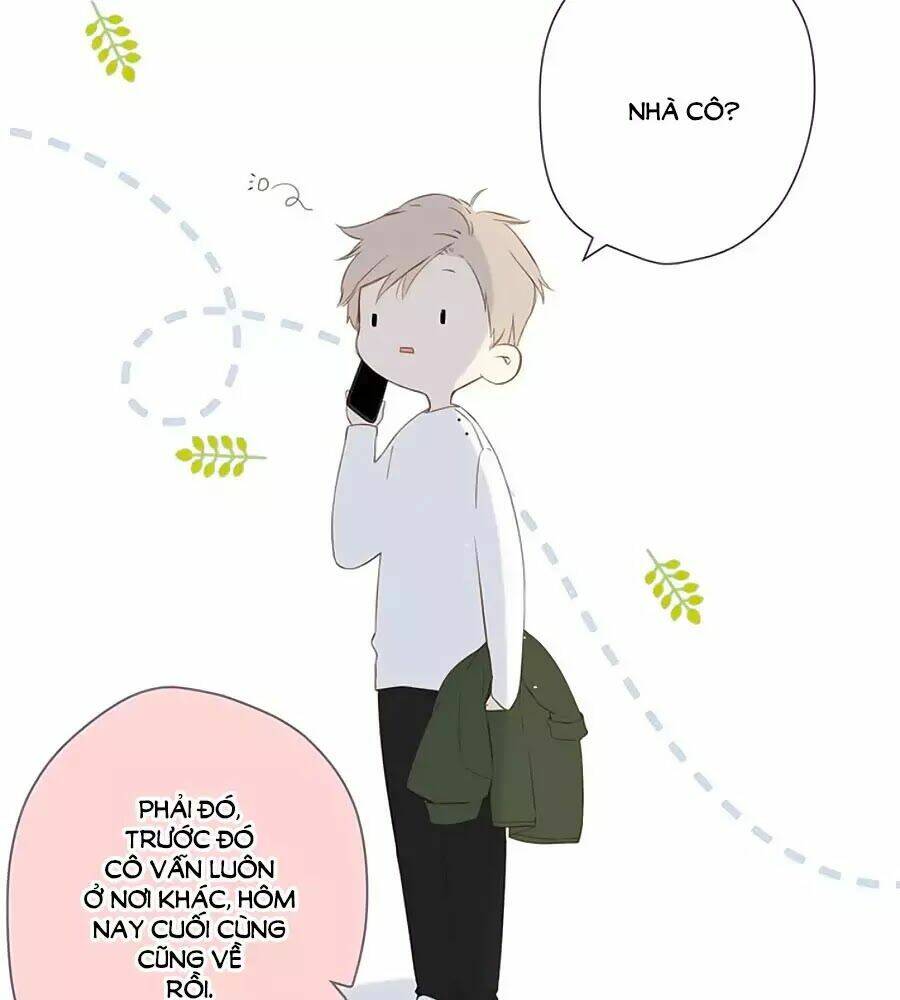 NHÀ CÔ?
PHẢI ĐÓ,
TRƯỚC ĐÓ
CÔ VẪN LUÔN
Ở NƠI KHÁC, HÔM
NAY CUỐI CÙNG
CŨNG VỀ
RỒI.